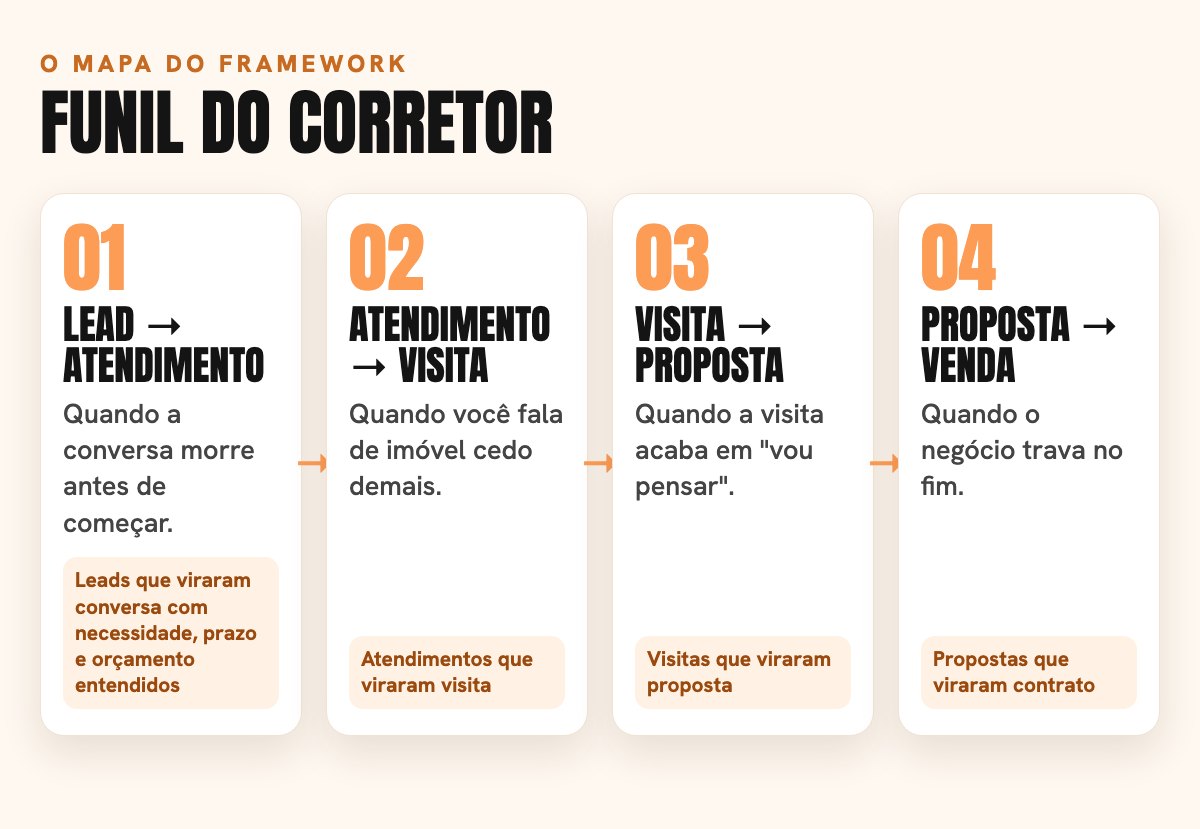 O MAPA DO FRAMEWORK
FUNIL DO CORRETOR
01
LEAD →
ATENDIMENTO
Quando a
conversa morre
antes de
começar.
Leads que viraram
conversa com
necessidade, prazo
e orçamento
entendidos
→
02
ATENDIMENTO
→ VISITA
Quando você fala
de imóvel cedo
demais.
Atendimentos que
viraram visita
→
03
VISITA →
PROPOSTA
Quando a visita
acaba em "vou
pensar".
Visitas que viraram
proposta
→
04
PROPOSTA →
VENDA
Quando o
negócio trava no
fim.
Propostas que
viraram contrato